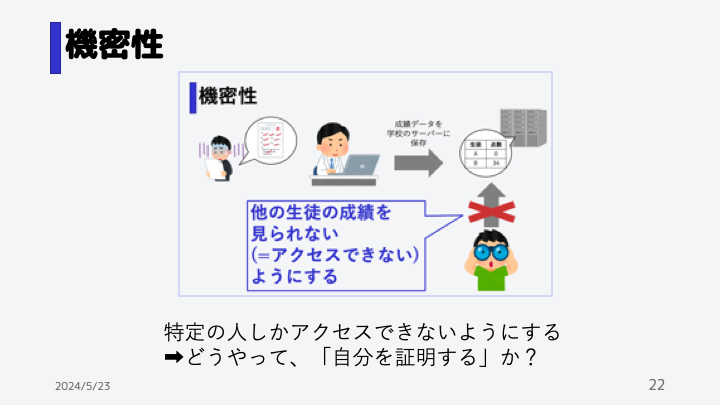 機密性
機密性
成績データを
学校のサーバーに
保存
生徒 点数
A 0
B 34
他の生徒の成績を
見られない
(=アクセスできない)
ようにする
特定の人しかアクセスできないようにする
➡どうやって、「自分を証明する」か？
2024/5/23
22